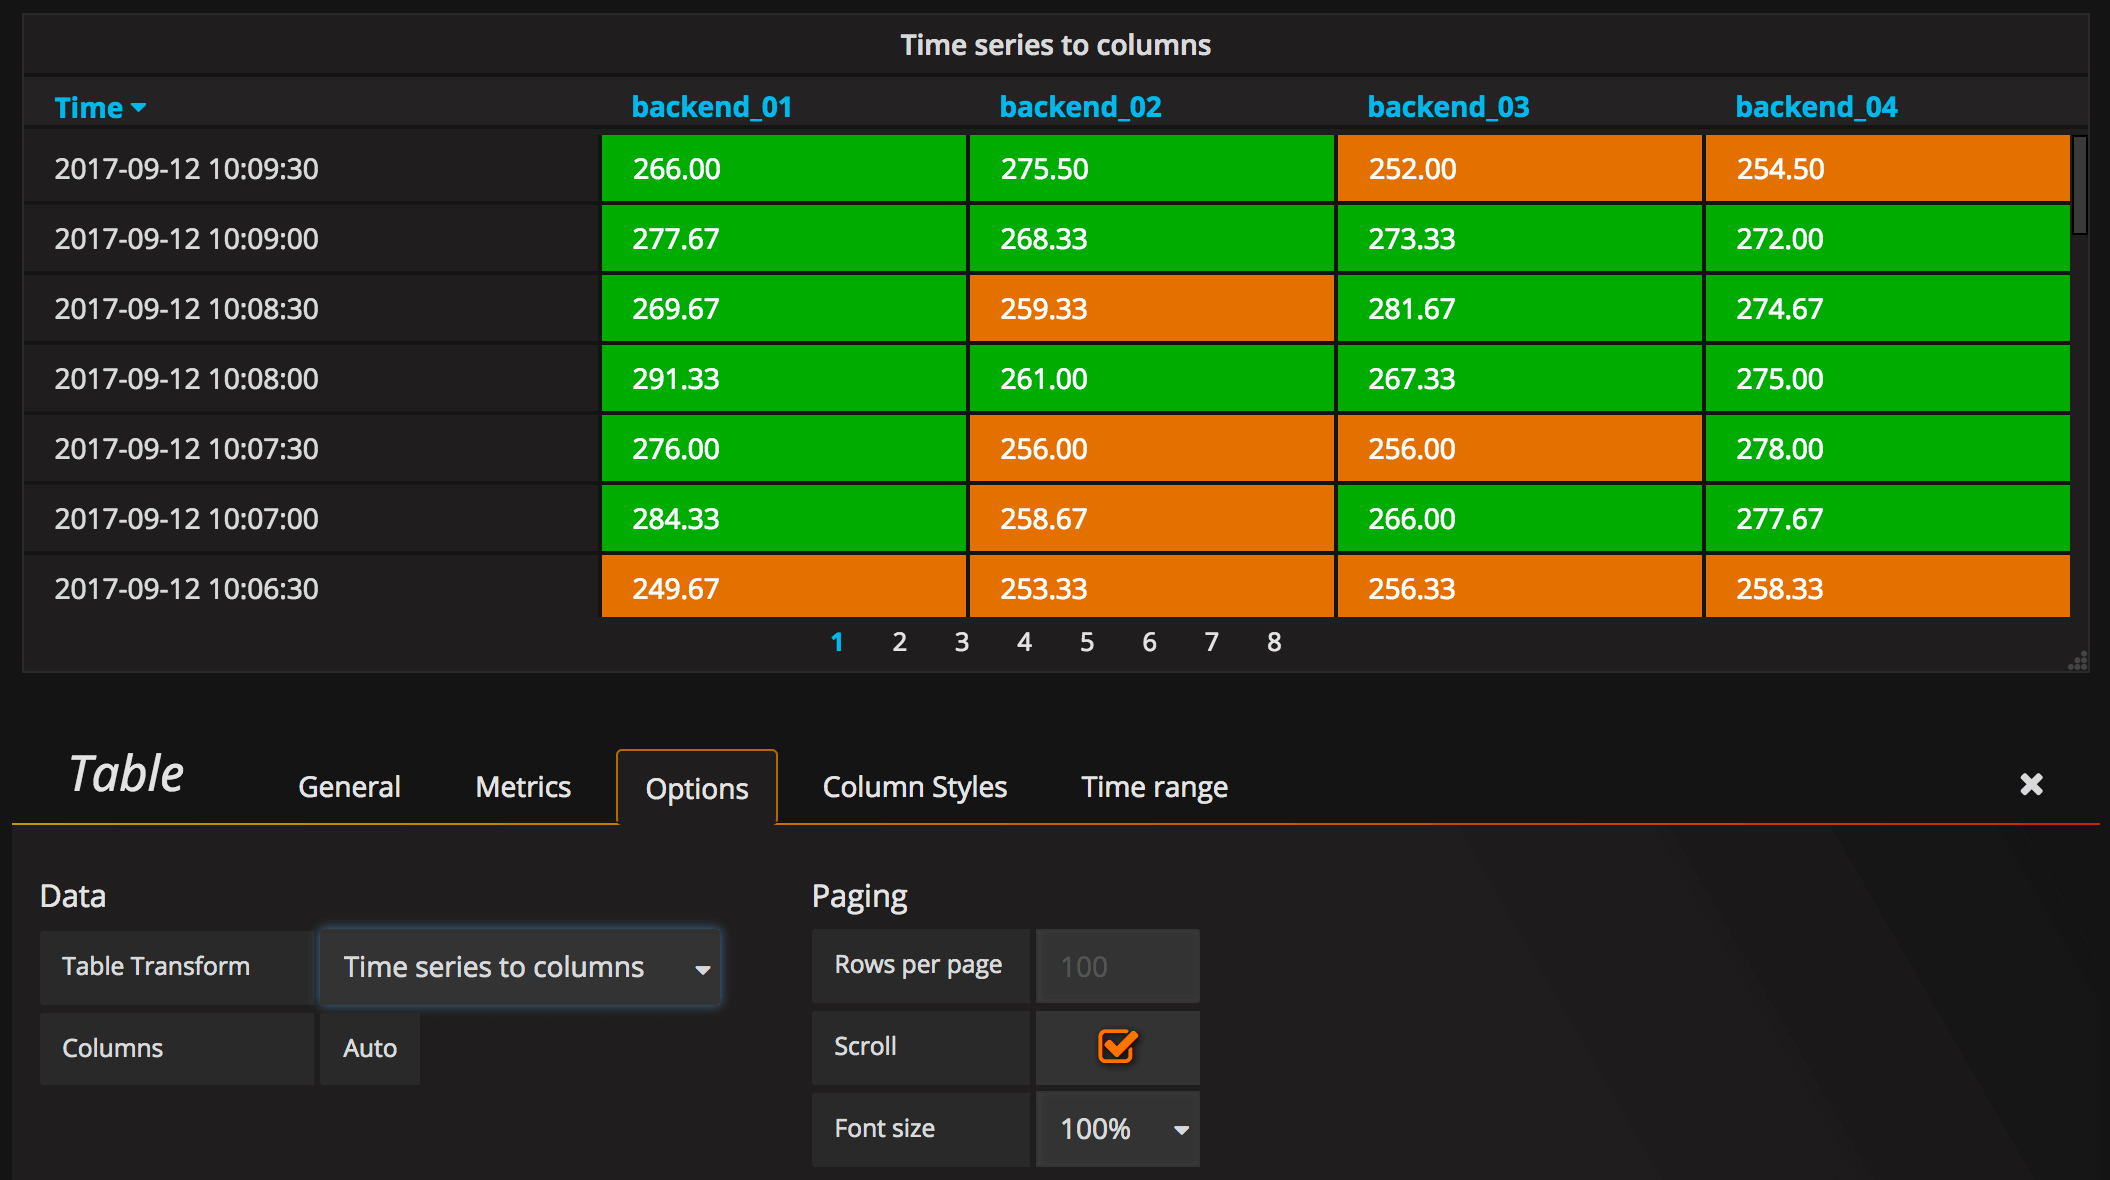 Time series to columns
Time backend_01 backend_02 backend_03 backend_04
2017-09-12 10:09:30 266.00 275.50 252.00 254.50
2017-09-12 10:09:00 277.67 268.33 273.33 272.00
2017-09-12 10:08:30 269.67 259.33 281.67 274.67
2017-09-12 10:08:00 291.33 261.00 267.33 275.00
2017-09-12 10:07:30 276.00 256.00 256.00 278.00
2017-09-12 10:07:00 284.33 258.67 266.00 277.67
2017-09-12 10:06:30 249.67 253.33 256.33 258.33
1 2 3 4 5 6 7 8
Table General Metrics Options Column Styles Time range
Data
Table Transform Time series to columns
Columns Auto
Paging
Rows per page 100
Scroll
Font size 100%